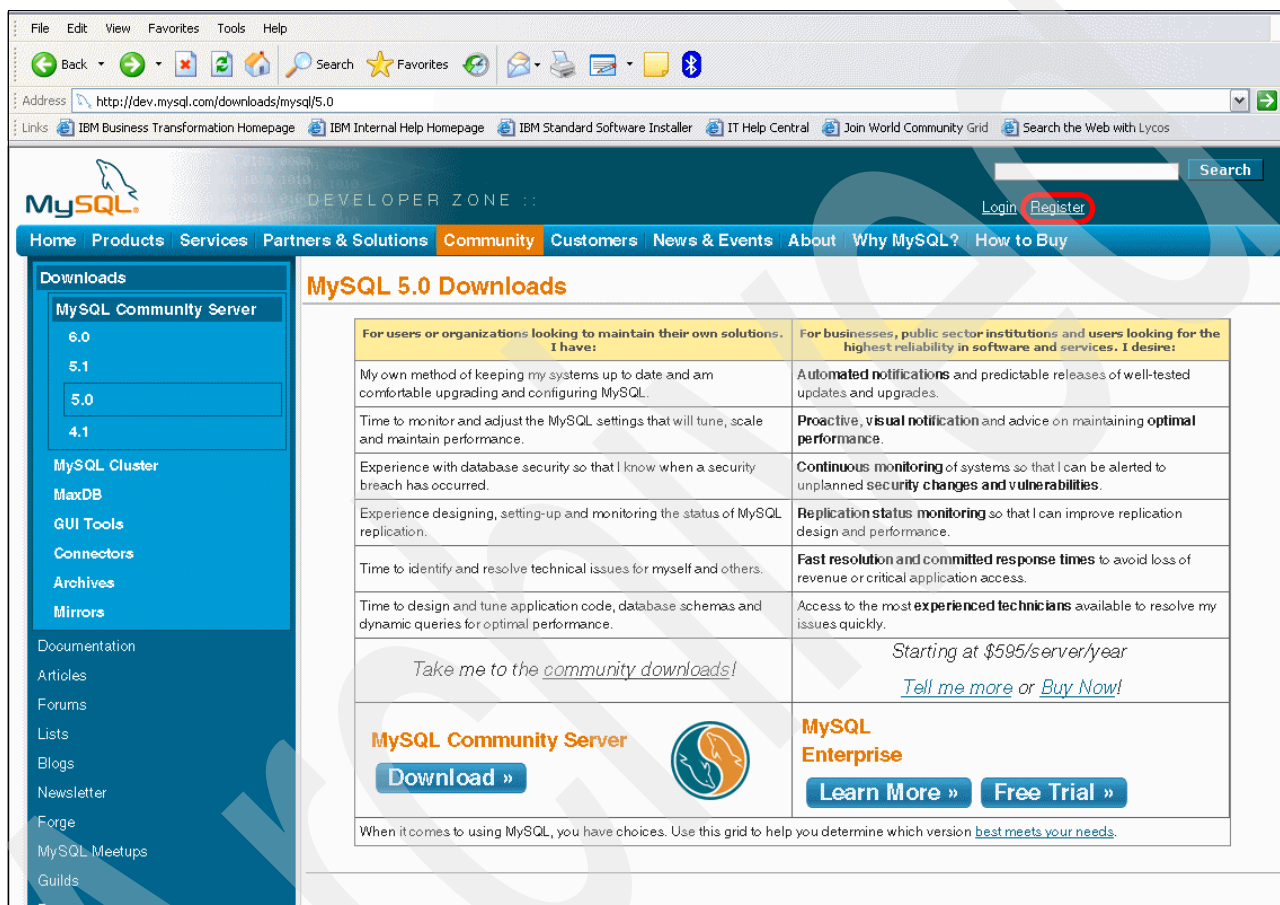 File Edit View Favorites Tools Help
Back Search Favorites
Address http://dev.mysql.com/downloads/mysql/5.0
Links IBM Business Transformation Homepage IBM Internal Help Homepage IBM Standard Software Installer IT Help Central Join World Community Grid Search the Web with Lycos
Search
MySQL. DEVELOPER ZONE ::
Login Register
Home Products Services Partners & Solutions Community Customers News & Events About Why MySQL? How to Buy
Downloads
MySQL Community Server
6.0
5.1
5.0
4.1
MySQL Cluster
MaxDB
GUI Tools
Connectors
Archives
Mirrors
Documentation
Articles
Forums
Lists
Blogs
Newsletter
Forge
MySQL Meetups
Guilds
MySQL 5.0 Downloads
For users or organizations looking to maintain their own solutions.
I have:
For businesses, public sector institutions and users looking for the
highest reliability in software and services. I desire:
My own method of keeping my systems up to date and am
comfortable upgrading and configuring MySQL.
Automated notifications and predictable releases of well-tested
updates and upgrades.
Time to monitor and adjust the MySQL settings that will tune, scale
and maintain performance.
Proactive, visual notification and advice on maintaining optimal
performance.
Experience with database security so that I know when a security
breach has occurred.
Continuous monitoring of systems so that I can be alerted to
unplanned security changes and vulnerabilities.
Experience designing, setting-up and monitoring the status of MySQL
replication.
Replication status monitoring so that I can improve replication
design and performance.
Time to identify and resolve technical issues for myself and others.
Fast resolution and committed response times to avoid loss of
revenue or critical application access.
Time to design and tune application code, database schemas and
dynamic queries for optimal performance.
Access to the most experienced technicians available to resolve my
issues quickly.
Take me to the community downloads!
Starting at $595/server/year
Tell me more or Buy Now!
MySQL Community Server
Download »
MySQL
Enterprise
Learn More » Free Trial »
When it comes to using MySQL, you have choices. Use this grid to help you determine which version best meets your needs.